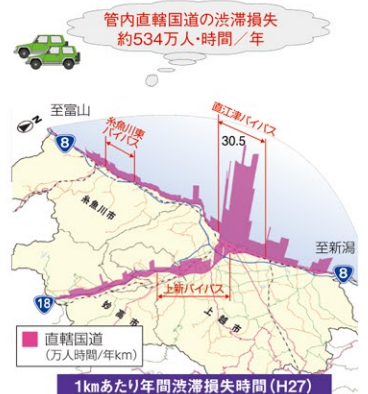 管内直轄国道の渋滞損失
約534万人・時間／年
至富山
N
8
糸魚川東
バイパス
直江津バイパス
30.5
糸魚川市
至新潟
8
18
上新バイパス
妙高市
上越市
直轄国道
(万人時間/年km)
1kmあたり年間渋滞損失時間(H27)